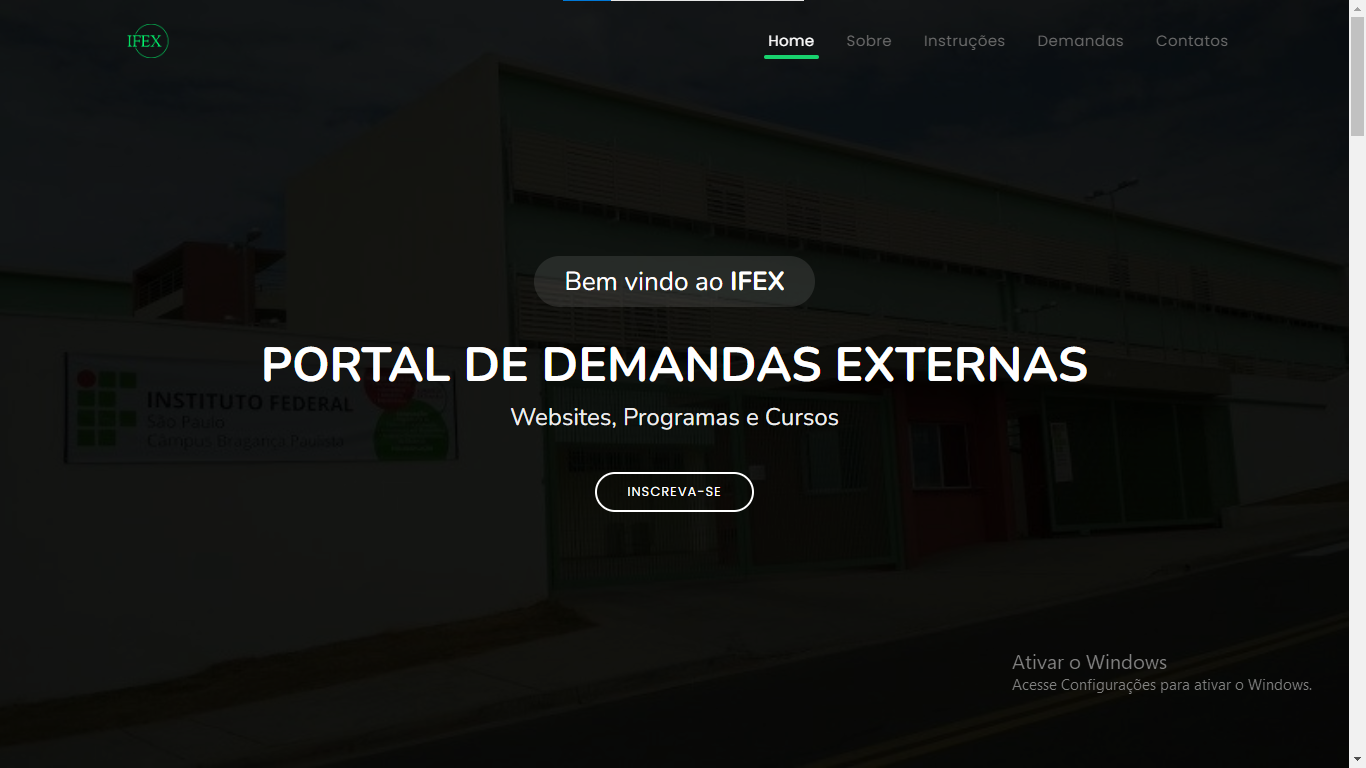 IFEX
Home Sobre Instruções Demandas Contatos
Bem vindo ao IFEX
PORTAL DE DEMANDAS EXTERNAS
Websites, Programas e Cursos
INSTITUTO FEDERAL
São Paulo
Câmpus Bragança Paulista
INSCREVA-SE
Ativar o Windows
Acesse Configurações para ativar o Windows.